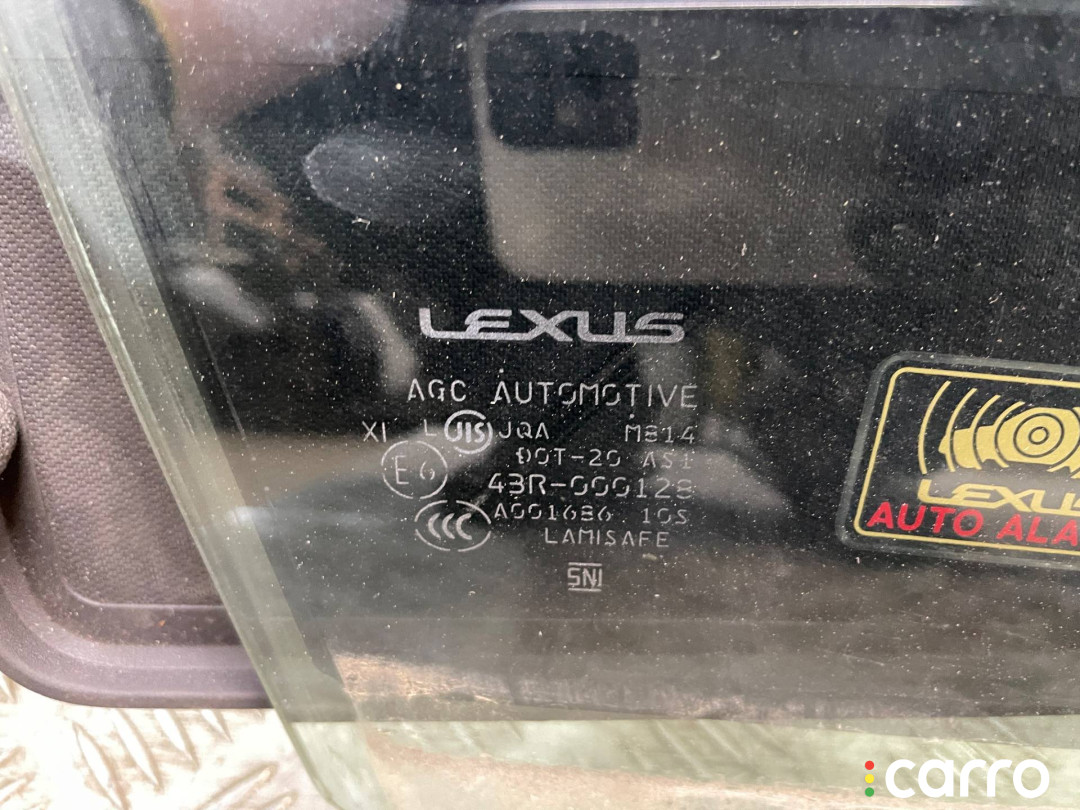 LEXUS
AGC AUTOMOTIVE
XI L JIS JQA M814
DOT-20 AS1
E6 43R-000128
CCC A001686 10S
LAMISAFE
SNI
LEXUS
AUTO ALA
carro